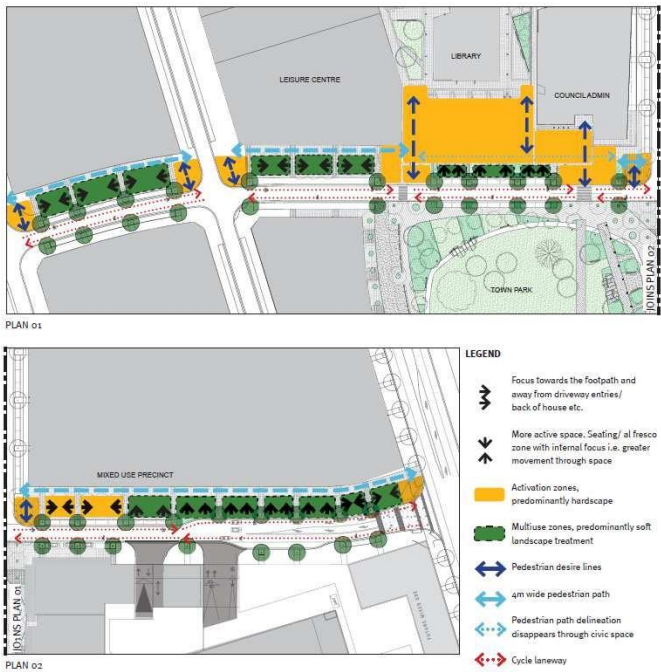 LIBRARY
LEISURE CENTRE
COUNCIL ADMIN
TOWN PARK
JOINS PLAN 02
PLAN 01
LEGEND
Focus towards the footpath and
away from driveway entries/
back of house etc.
More active space. Seating/ al fresco
zone with internal focus i.e. greater
movement through space
Activation zones,
predominantly hardscape
Multiuse zones, predominantly soft
landscape treatment
Pedestrian desire lines
4m wide pedestrian path
Pedestrian path delineation
disappears through civic space
Cycle laneway
MIXED USE PRECINCT
JOINS PLAN 01
PLAN 02